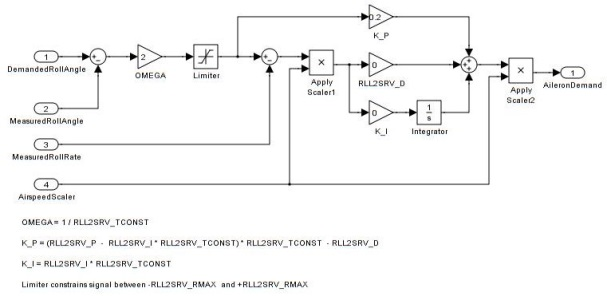 0.2
K_P
1
DemandedRollAngle
2
OMEGA
Limiter
×
Apply
Scaler1
0
RLL2SRV_D
×
Apply
Scaler2
1
AileronDemand
2
MeasuredRollAngle
0
K_I
1
s
Integrator
3
MeasuredRollRate
4
AirspeedScaler
OMEGA = 1 / RLL2SRV_TCONST
K_P = (RLL2SRV_P - RLL2SRV_I * RLL2SRV_TCONST) * RLL2SRV_TCONST - RLL2SRV_D
K_I = RLL2SRV_I * RLL2SRV_TCONST
Limiter constrains signal between -RLL2SRV_RMAX and +RLL2SRV_RMAX